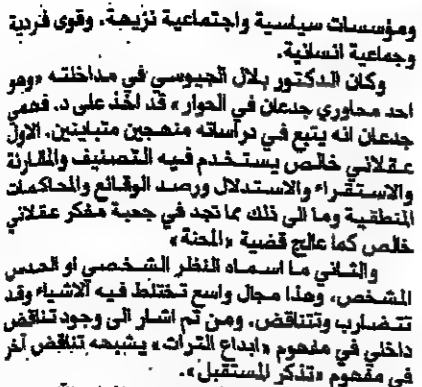 ومؤسسات سياسية واجتماعية نزيهة. وقوى فردية
وجماعية انسانية.
وكان الدكتور بلال الجيوسي في مداخلته «وهو
احد محاوري جدعان في الحوار» قد اخذ على د. فهمي
جدعان انه يتبع في دراساته منهجين متباينين. الاول
عقلاني خالص يستخدم فيه التصنيف والمقارنة
والاستقراء والاستدلال ورصد الوقائع والمحاكمات
المنطقية وما الى ذلك مما تجد في جعبة مفكر عقلاني
خالص كما عالج قضية «المحنة»
والثاني ما اسماه النظر الشخصي او الحدس
المشخص، وهذا مجال واسع تختلط فيه الاشياء وقد
تتضارب وتتناقض. ومن ثم اشار الى وجود تناقض
داخلي في مفهوم «ابداع التراث» يشبهه تناقض آخر
في مفهوم «تذكر المستقبل».